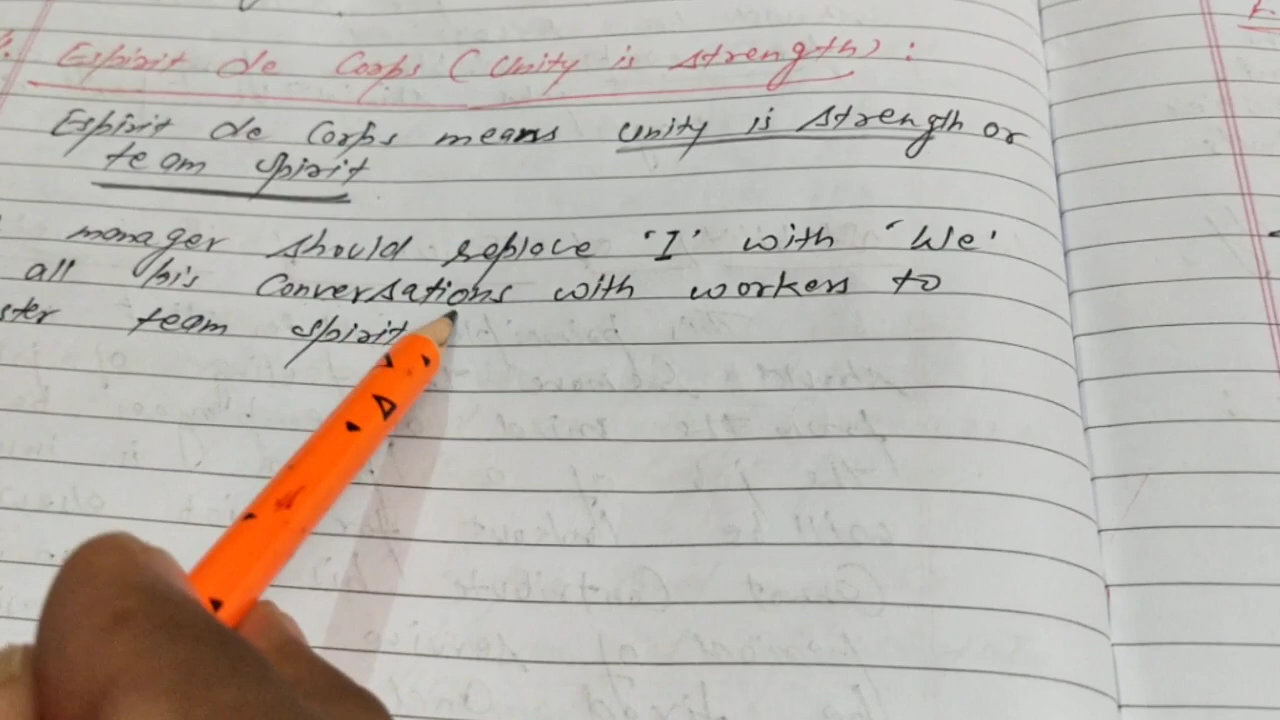 Espirit de Corps (Unity is strength) :
Espirit de Corps means unity is strength or
team spirit
manager should replace 'I' with 'We'
all his Conversations with workers to
ster team spirit